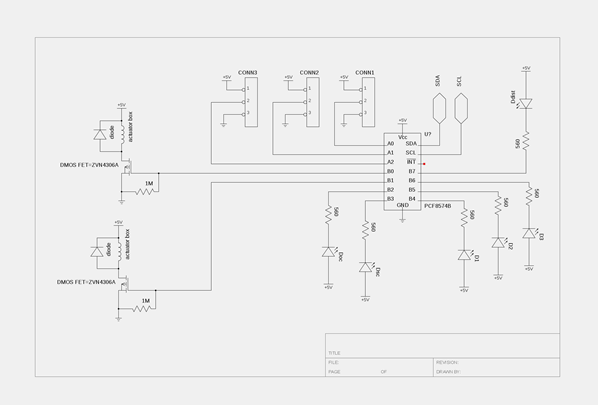 CONN3
CONN2
CONN1
+5V
+5V
+5V
+5V
1
2
3
1
2
3
1
2
3
SDA
SCL
Ddist
560
+5V
diode
actuator box
DMOS FET=ZVN4306A
1M
+5V
U?
Vcc
A0
A1
A2
B0
B1
B2
B3
SDA
SCL
INT
B7
B6
B5
B4
GND
PCF8574B
560
560
560
560
560
D1
D2
D3
+5V
+5V
+5V
+5V
+5V
+5V
diode
actuator box
DMOS FET=ZVN4306A
1M
TITLE
FILE:
REVISION:
PAGE
OF
DRAWN BY: